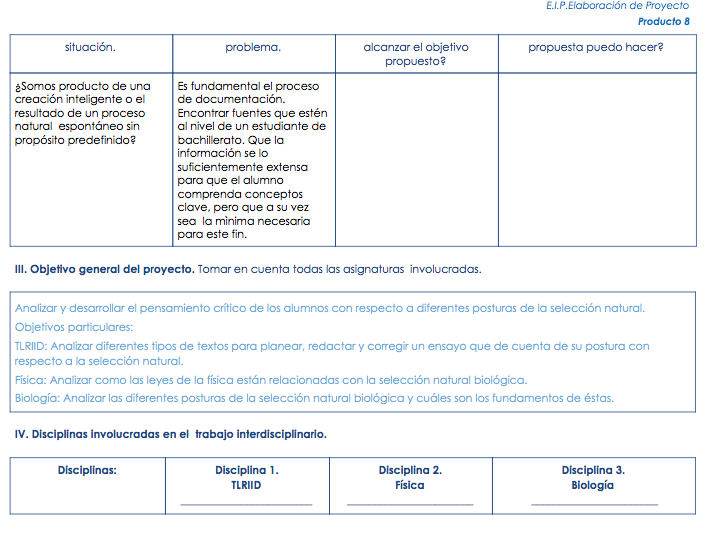 E.I.P.Elaboración de Proyecto
Producto 8
situación.
problema.
alcanzar el objetivo
propuesto?
propuesta puedo hacer?
¿Somos producto de una
creación inteligente o el
resultado de un proceso
natural espontáneo sin
propósito predefinido?
Es fundamental el proceso
de documentación.
Encontrar fuentes que estén
al nivel de un estudiante de
bachillerato. Que la
información se lo
suficientemente extensa
para que el alumno
comprenda conceptos
clave, pero que a su vez
sea la mínima necesaria
para este fin.
III. Objetivo general del proyecto. Tomar en cuenta todas las asignaturas involucradas.
Analizar y desarrollar el pensamiento crítico de los alumnos con respecto a diferentes posturas de la selección natural.
Objetivos particulares:
TLRIID: Analizar diferentes tipos de textos para planear, redactar y corregir un ensayo que de cuenta de su postura con
respecto a la selección natural.
Física: Analizar como las leyes de la física están relacionadas con la selección natural biológica.
Biología: Analizar las diferentes posturas de la selección natural biológica y cuáles son los fundamentos de éstas.
IV. Disciplinas involucradas en el trabajo interdisciplinario.
Disciplinas:
Disciplina 1.
TLRIID
Disciplina 2.
Física
Disciplina 3.
Biología